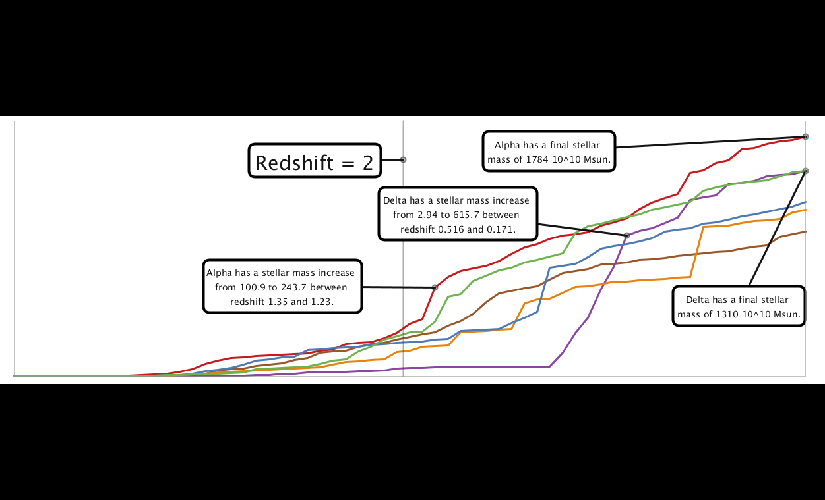 Alpha has a final stellar
mass of 1784 10^10 Msun.
Redshift = 2
Delta has a stellar mass increase
from 2.94 to 615.7 between
redshift 0.516 and 0.171.
Alpha has a stellar mass increase
from 100.9 to 243.7 between
redshift 1.35 and 1.23.
Delta has a final stellar
mass of 1310 10^10 Msun.